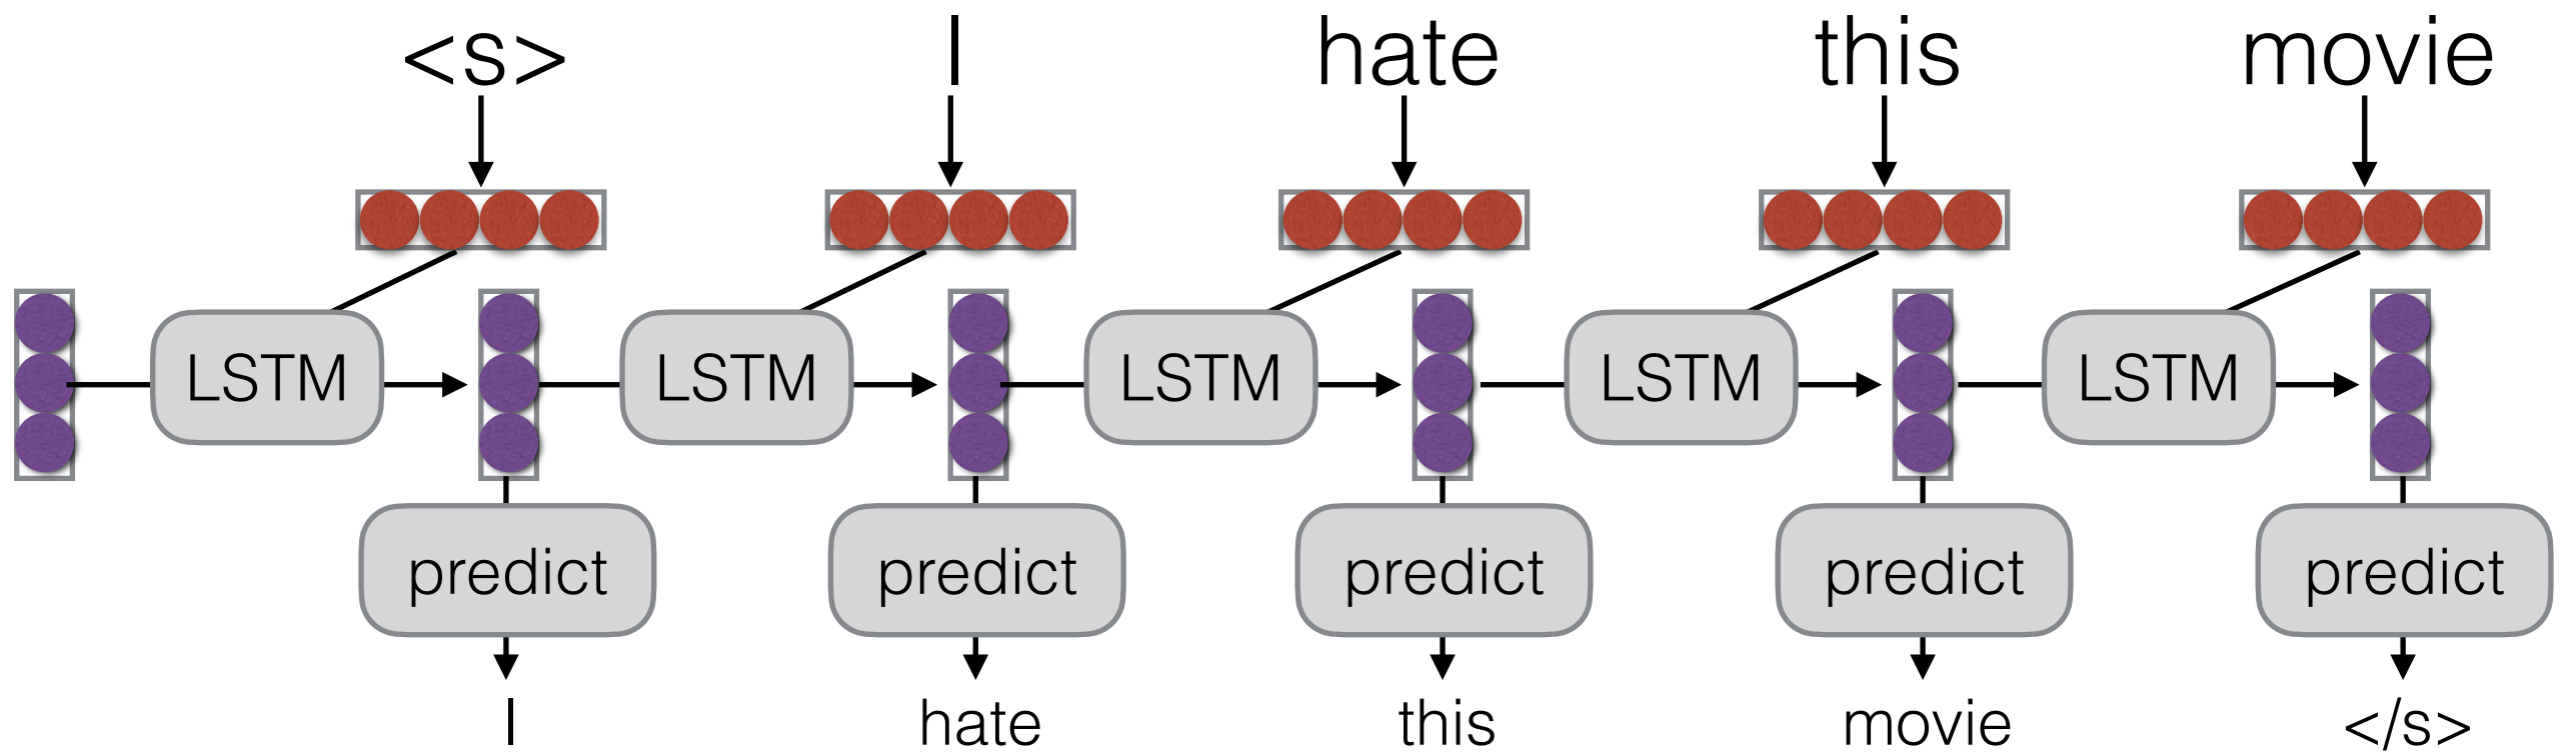 <s> I hate this movie
LSTM LSTM LSTM LSTM LSTM
predict predict predict predict predict
I hate this movie </s>